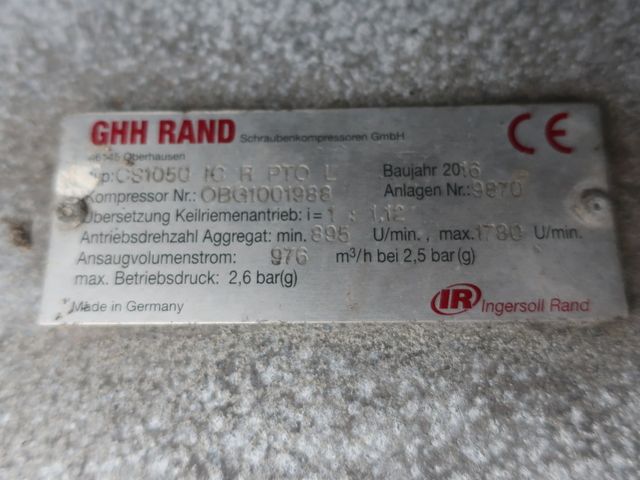 GHH RAND Schraubenkompressoren GmbH
CE
46145 Oberhausen
Typ: CS1050 IC R PTO L Baujahr 2016
Kompressor Nr.: OBG1001988 Anlagen Nr.: 9870
Übersetzung Keilriemenantrieb: i = 1 : 1,12
Antriebsdrehzahl Aggregat: min. 895 U/min., max. 1780 U/min.
Ansaugvolumenstrom: 976 m³/h bei 2,5 bar(g)
max. Betriebsdruck: 2,6 bar(g)
Made in Germany
IR Ingersoll Rand